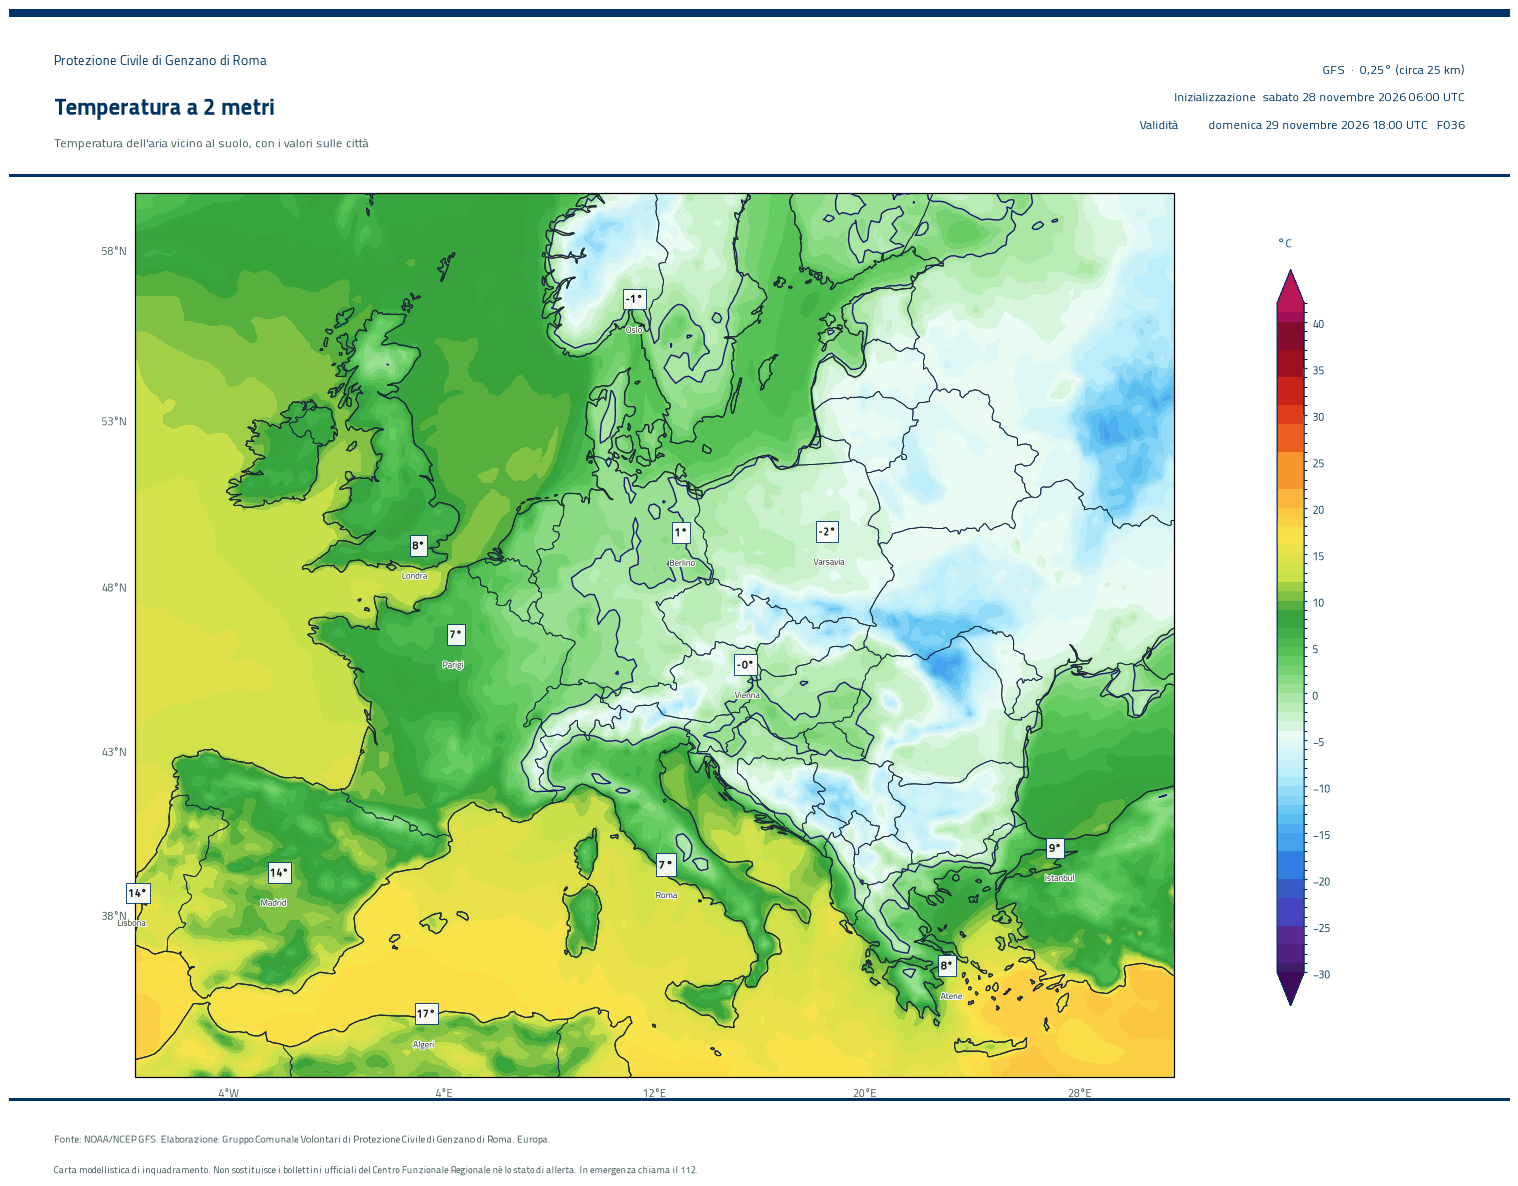 Protezione Civile di Genzano di Roma
Temperatura a 2 metri
Temperatura dell'aria vicino al suolo, con i valori sulle città
GFS · 0,25° (circa 25 km)
Inizializzazione sabato 28 novembre 2026 06:00 UTC
Validità domenica 29 novembre 2026 18:00 UTC F036
58°N
53°N
48°N
43°N
38°N
4°W
4°E
12°E
20°E
28°E
-1°
Oslo
8°
Londra
1°
Berlino
-2°
Varsavia
7°
Parigi
-0°
Vienna
14°
Madrid
14°
Lisbona
7°
Roma
9°
Istanbul
8°
Atene
17°
Algeri
°C
40
35
30
25
20
15
10
5
0
−5
−10
−15
−20
−25
−30
Fonte: NOAA/NCEP GFS. Elaborazione: Gruppo Comunale Volontari di Protezione Civile di Genzano di Roma. Europa.
Carta modellistica di inquadramento. Non sostituisce i bollettini ufficiali del Centro Funzionale Regionale né lo stato di allerta. In emergenza chiama il 112.